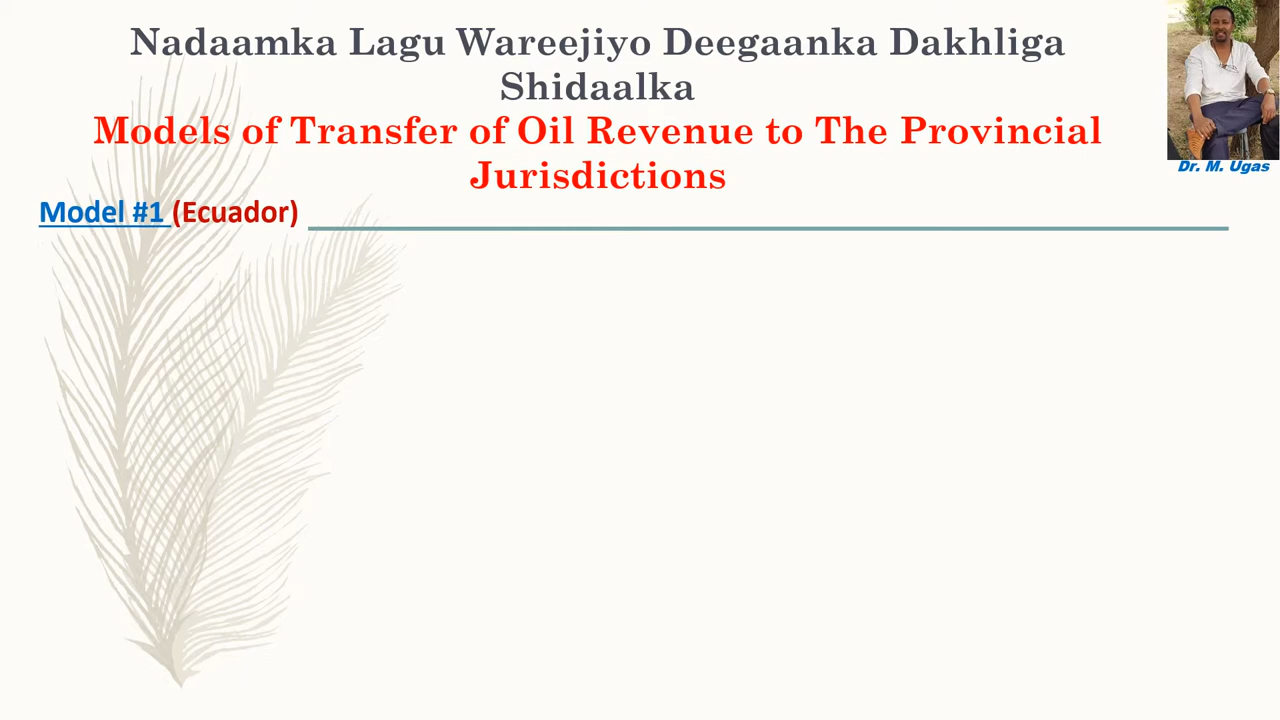 Nadaamka Lagu Wareejiyo Deegaanka Dakhliga
Shidaalka
Models of Transfer of Oil Revenue to The Provincial
Jurisdictions
Dr. M. Ugas
Model #1 (Ecuador)